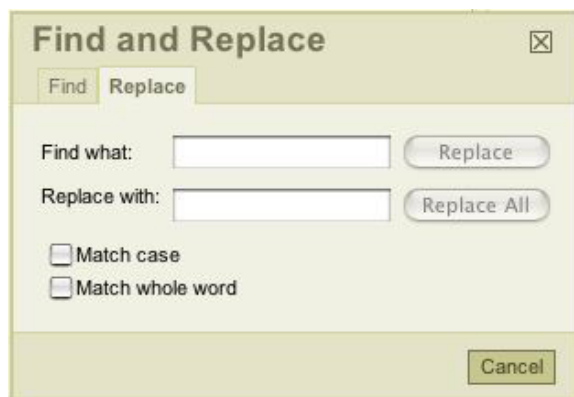 Find and Replace
Find Replace
Find what: Replace
Replace with: Replace All
Match case
Match whole word
Cancel